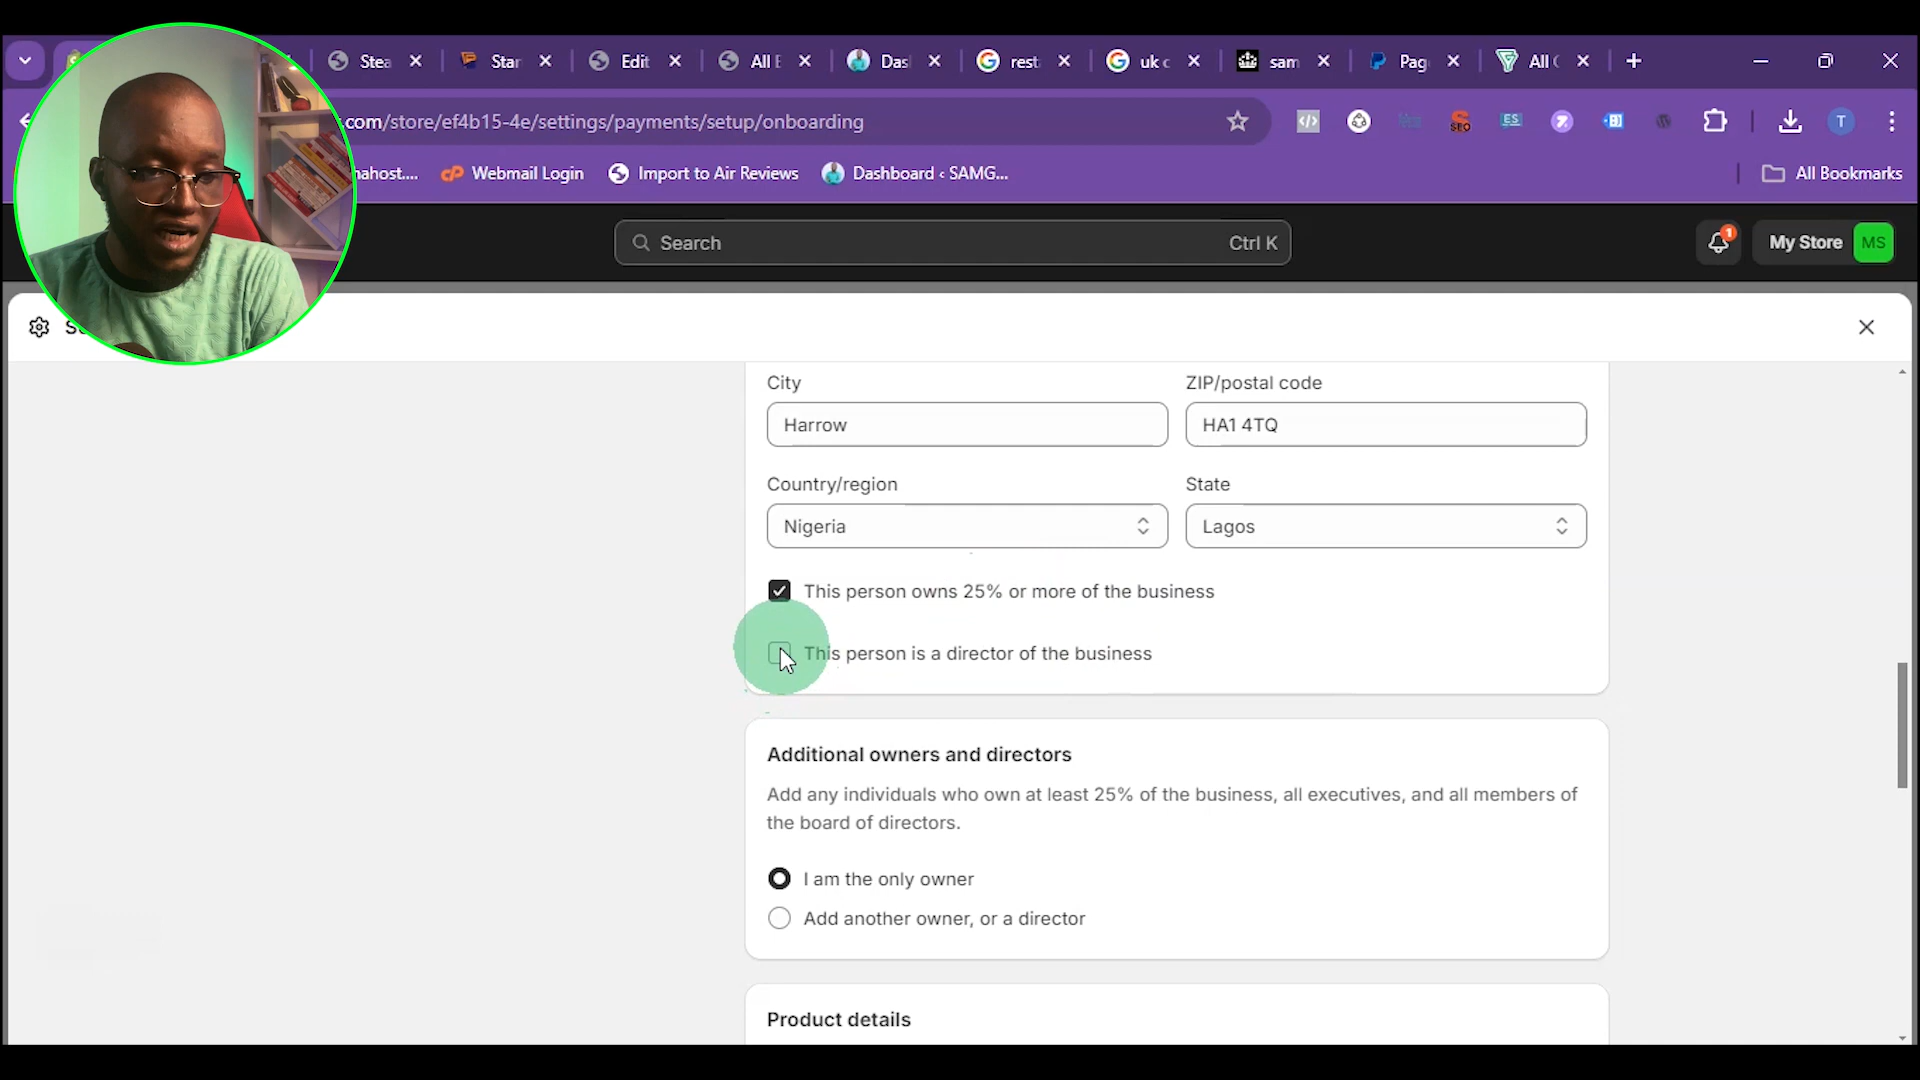 Stea
Star
Edit
All E
Das
rest
uk c
sam
Pag
All C
.com/store/ef4b15-4e/settings/payments/setup/onboarding
SEO
ES
T
nahost....
cP
Webmail Login
Import to Air Reviews
Dashboard ‹ SAMG...
All Bookmarks
Search
Ctrl K
1
My Store
MS
City
ZIP/postal code
Harrow
HA1 4TQ
Country/region
State
Nigeria
Lagos
This person owns 25% or more of the business
This person is a director of the business
Additional owners and directors
Add any individuals who own at least 25% of the business, all executives, and all members of
the board of directors.
I am the only owner
Add another owner, or a director
Product details